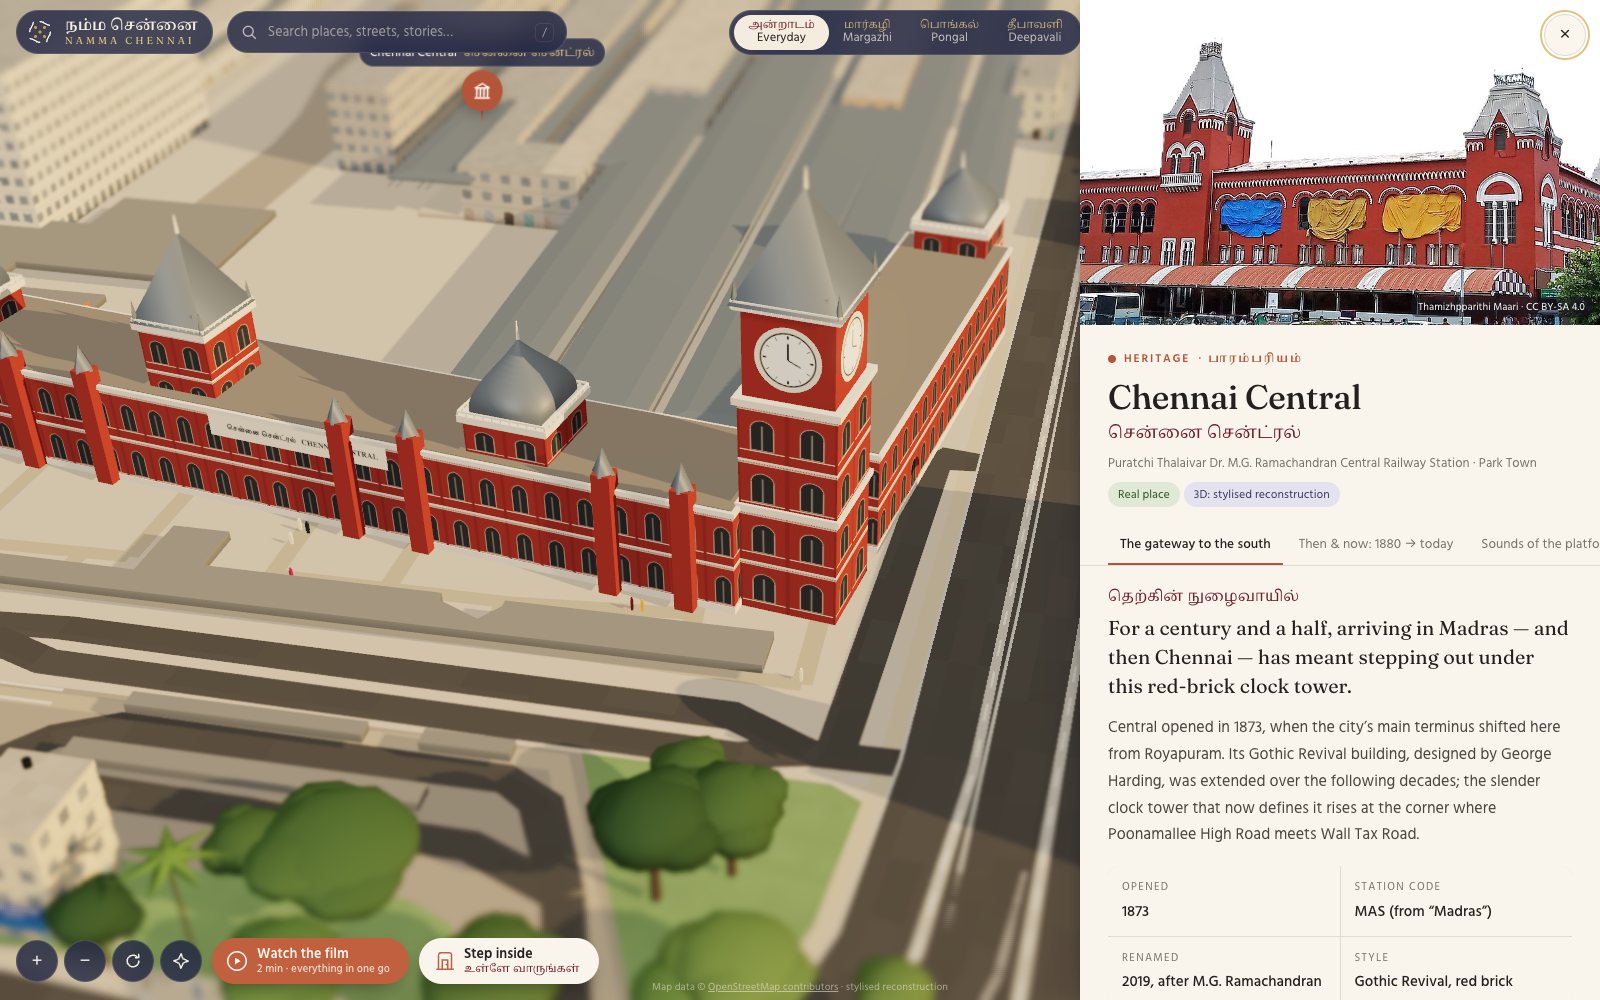 நம்ம சென்னை
NAMMA CHENNAI
Search places, streets, stories...
/
அன்றாடம்
Everyday
மார்கழி
Margazhi
பொங்கல்
Pongal
தீபாவளி
Deepavali
Chennai Central சென்னை சென்ட்ரல்
சென்னை சென்ட்ரல்
Thamizhpparithi Maari · CC BY-SA 4.0
HERITAGE · பாரம்பரியம்
Chennai Central
சென்னை சென்ட்ரல்
Puratchi Thalaivar Dr. M.G. Ramachandran Central Railway Station · Park Town
Real place
3D: stylised reconstruction
The gateway to the south
Then & now: 1880 → today
Sounds of the platfo
தெற்கின் நுழைவாயில்
For a century and a half, arriving in Madras — and
then Chennai — has meant stepping out under
this red-brick clock tower.
Central opened in 1873, when the city’s main terminus shifted here
from Royapuram. Its Gothic Revival building, designed by George
Harding, was extended over the following decades; the slender
clock tower that now defines it rises at the corner where
Poonamallee High Road meets Wall Tax Road.
OPENED
1873
STATION CODE
MAS (from “Madras”)
RENAMED
2019, after M.G. Ramachandran
STYLE
Gothic Revival, red brick
Watch the film
2 min · everything in one go
Step inside
உள்ளே வாருங்கள்
Map data © OpenStreetMap contributors · stylised reconstruction